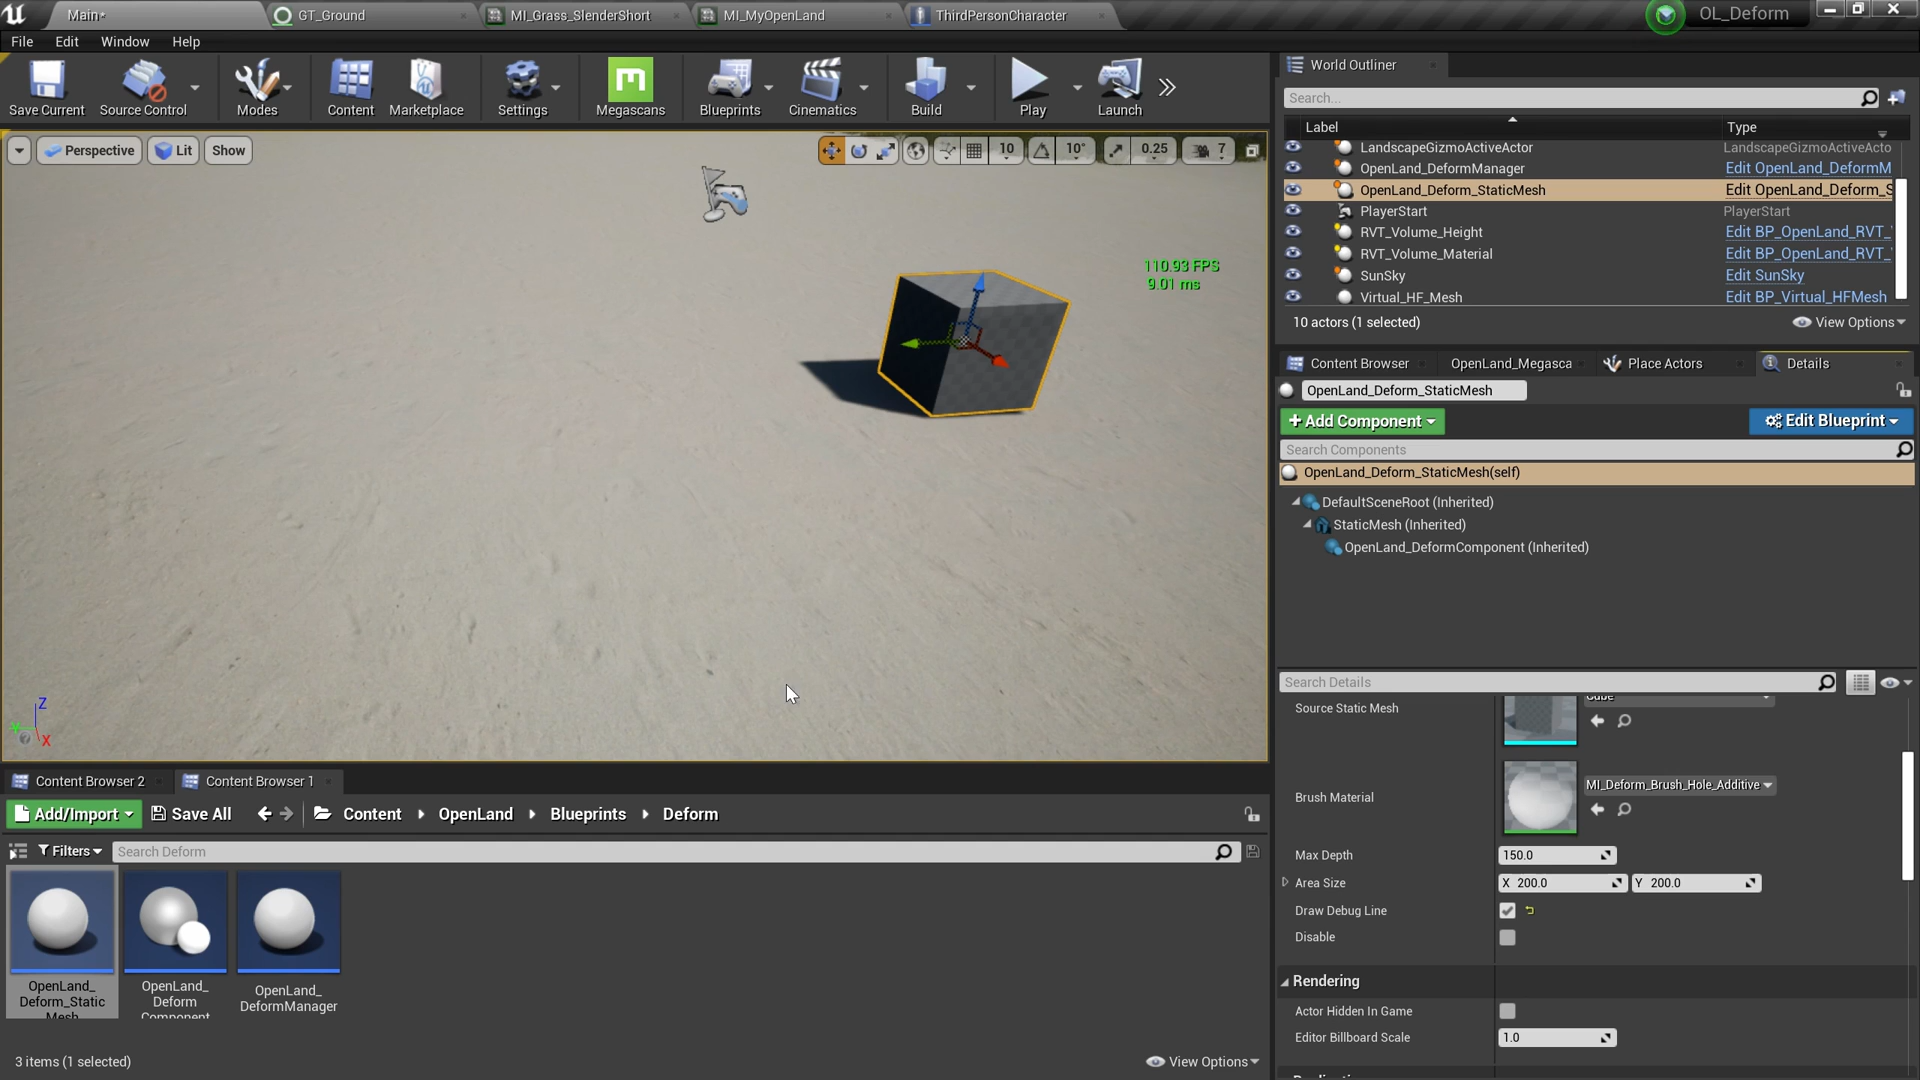 Main*
GT_Ground
MI_Grass_SlenderShort
MI_MyOpenLand
ThirdPersonCharacter
OL_Deform
File Edit Window Help
Save Current
Source Control
Modes
Content
Marketplace
Settings
Megascans
Blueprints
Cinematics
Build
Play
Launch
Perspective
Lit
Show
10
10°
0.25
7
110.93 FPS
9.01 ms
Z
X
World Outliner
Search...
Label Type
LandscapeGizmoActiveActor LandscapeGizmoActiveActo
OpenLand_DeformManager Edit OpenLand_DeformM
OpenLand_Deform_StaticMesh Edit OpenLand_Deform_S
PlayerStart PlayerStart
RVT_Volume_Height Edit BP_OpenLand_RVT_
RVT_Volume_Material Edit BP_OpenLand_RVT_
SunSky Edit SunSky
Virtual_HF_Mesh Edit BP_Virtual_HFMesh
10 actors (1 selected)
View Options
Content Browser
OpenLand_Megasca
Place Actors
Details
OpenLand_Deform_StaticMesh
+Add Component
Edit Blueprint
Search Components
OpenLand_Deform_StaticMesh(self)
DefaultSceneRoot (Inherited)
StaticMesh (Inherited)
OpenLand_DeformComponent (Inherited)
Search Details
Source Static Mesh
Cube
Brush Material
MI_Deform_Brush_Hole_Additive
Max Depth 150.0
Area Size X 200.0 Y 200.0
Draw Debug Line
Disable
Rendering
Actor Hidden In Game
Editor Billboard Scale 1.0
Content Browser 2
Content Browser 1
Add/Import
Save All
Content
OpenLand
Blueprints
Deform
Filters
Search Deform
OpenLand_
Deform_Static
Mesh
OpenLand_
Deform
Component
OpenLand_
DeformManager
3 items (1 selected)
View Options